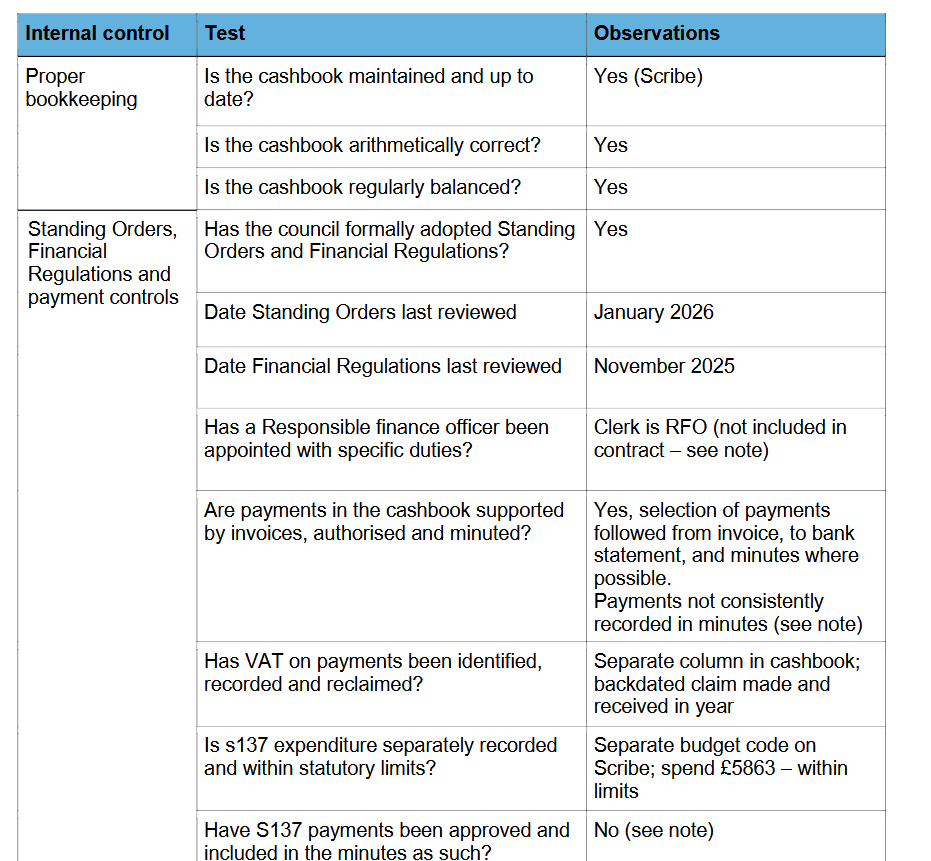 Internal control Test Observations
Proper
bookkeeping
Is the cashbook maintained and up to
date?
Yes (Scribe)
Is the cashbook arithmetically correct?
Yes
Is the cashbook regularly balanced?
Yes
Standing Orders,
Financial
Regulations and
payment controls
Has the council formally adopted Standing
Orders and Financial Regulations?
Yes
Date Standing Orders last reviewed
January 2026
Date Financial Regulations last reviewed
November 2025
Has a Responsible finance officer been
appointed with specific duties?
Clerk is RFO (not included in
contract – see note)
Are payments in the cashbook supported
by invoices, authorised and minuted?
Yes, selection of payments
followed from invoice, to bank
statement, and minutes where
possible.
Payments not consistently
recorded in minutes (see note)
Has VAT on payments been identified,
recorded and reclaimed?
Separate column in cashbook;
backdated claim made and
received in year
Is s137 expenditure separately recorded
and within statutory limits?
Separate budget code on
Scribe; spend £5863 – within
limits
Have S137 payments been approved and
included in the minutes as such?
No (see note)